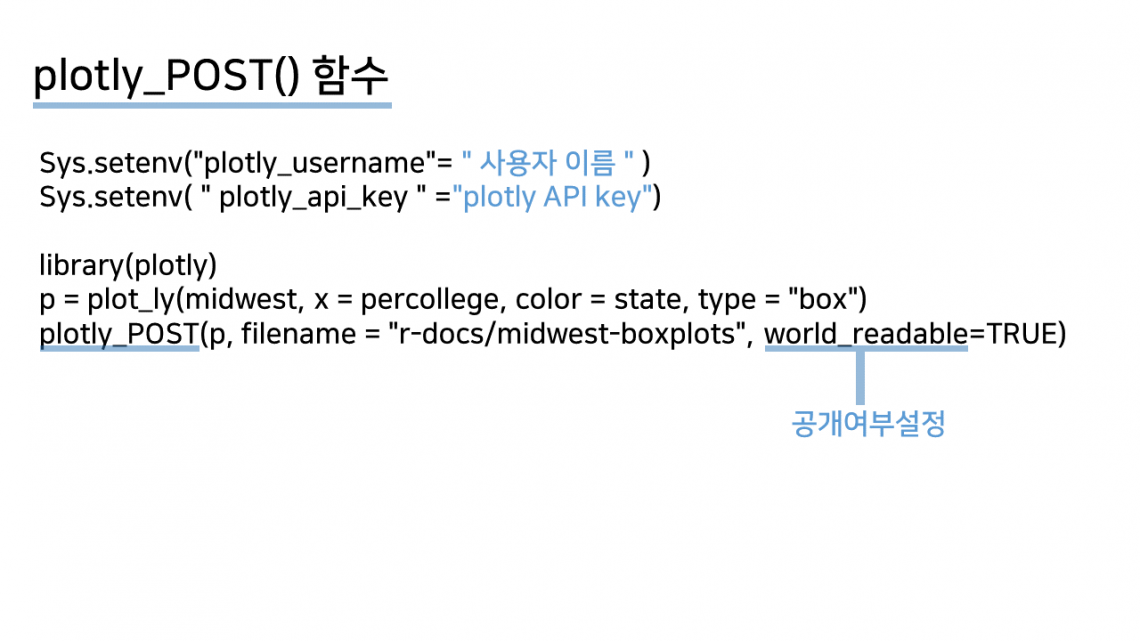 plotly_POST() 함수
Sys.setenv("plotly_username"= " 사용자 이름 " )
Sys.setenv( " plotly_api_key " ="plotly API key")
library(plotly)
p = plot_ly(midwest, x = percollege, color = state, type = "box")
plotly_POST(p, filename = "r-docs/midwest-boxplots", world_readable=TRUE)
공개여부설정